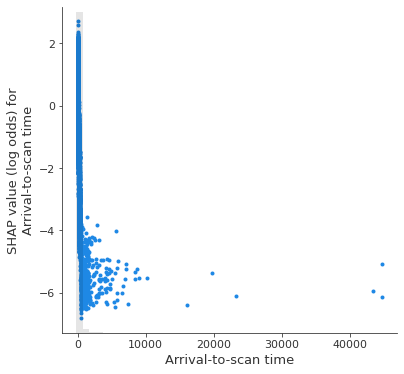 SHAP value (log odds) for
Arrival-to-scan time
2
0
−2
−4
−6
0 10000 20000 30000 40000
Arrival-to-scan time